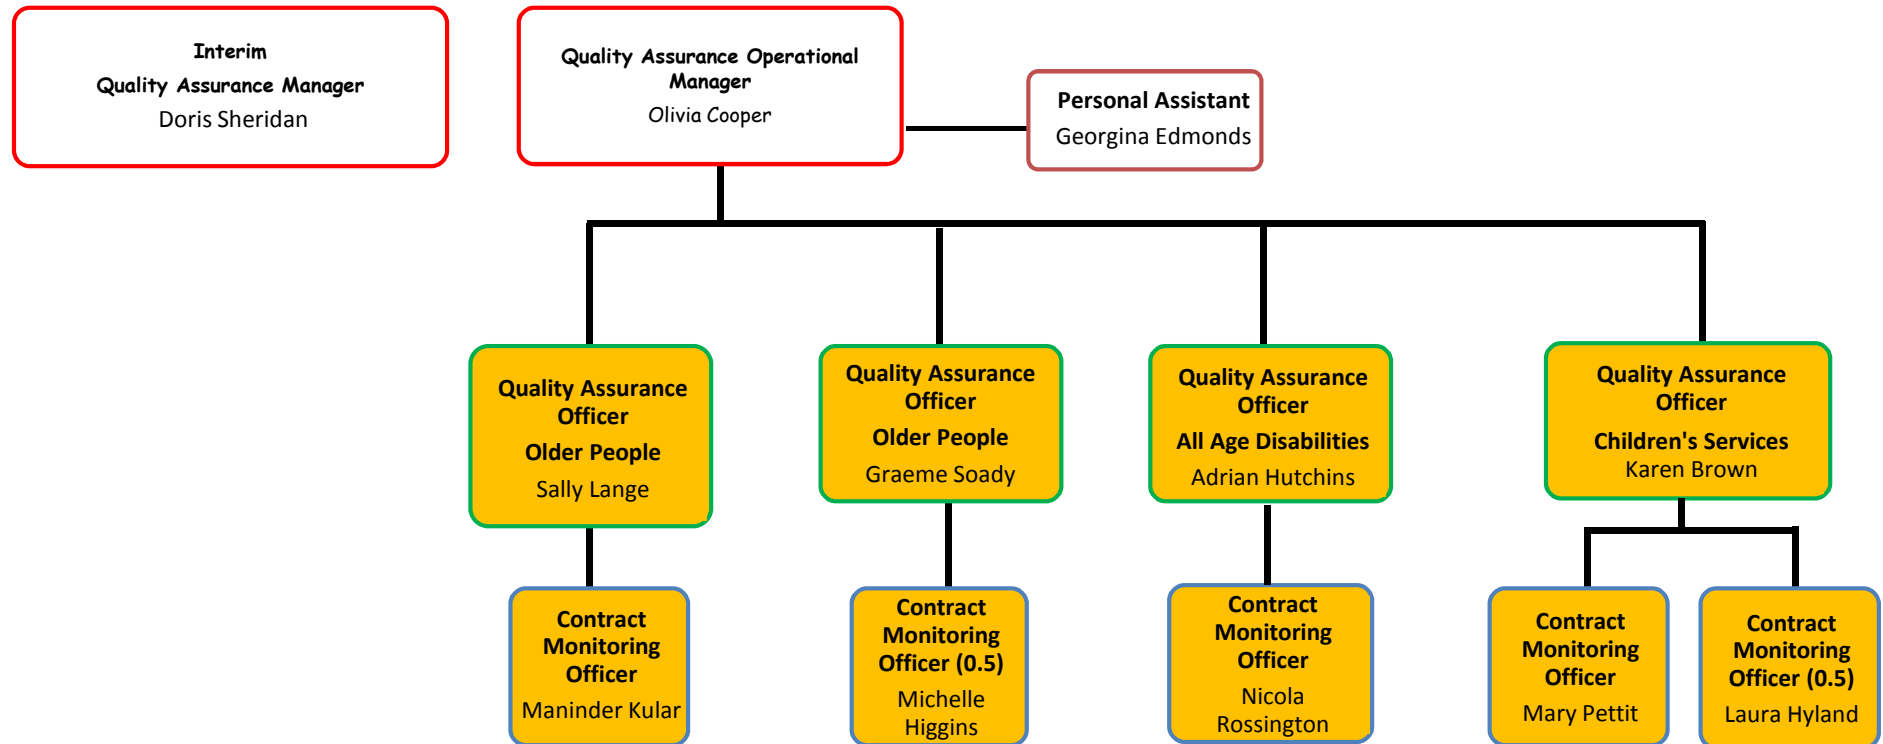 Interim
Quality Assurance Manager
Doris Sheridan
Quality Assurance Operational
Manager
Olivia Cooper
Personal Assistant
Georgina Edmonds
Quality Assurance
Officer
Older People
Sally Lange
Quality Assurance
Officer
Older People
Graeme Soady
Quality Assurance
Officer
All Age Disabilities
Adrian Hutchins
Quality Assurance
Officer
Children's Services
Karen Brown
Contract
Monitoring
Officer
Maninder Kular
Contract
Monitoring
Officer (0.5)
Michelle
Higgins
Contract
Monitoring
Officer
Nicola
Rossington
Contract
Monitoring
Officer
Mary Pettit
Contract
Monitoring
Officer (0.5)
Laura Hyland